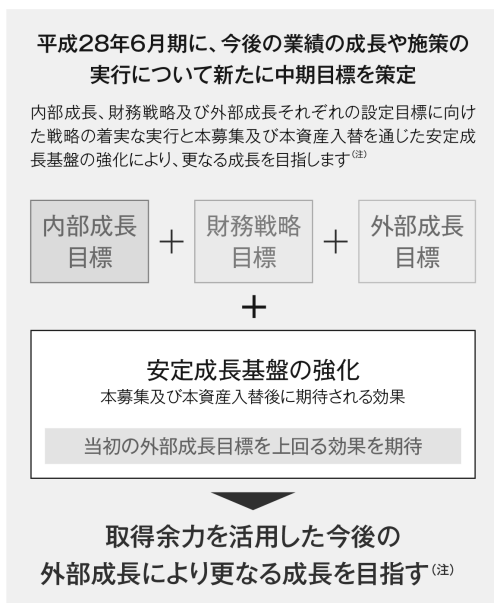 平成28年6月期に、今後の業績の成長や施策の
実行について新たに中期目標を策定
内部成長、財務戦略及び外部成長それぞれの設定目標に向け
た戦略の着実な実行と本募集及び本資産入替を通じた安定成
長基盤の強化により、更なる成長を目指します(注)
内部成長
目標
+
財務戦略
目標
+
外部成長
目標
+
安定成長基盤の強化
本募集及び本資産入替後に期待される効果
当初の外部成長目標を上回る効果を期待
取得余力を活用した今後の
外部成長により更なる成長を目指す(注)